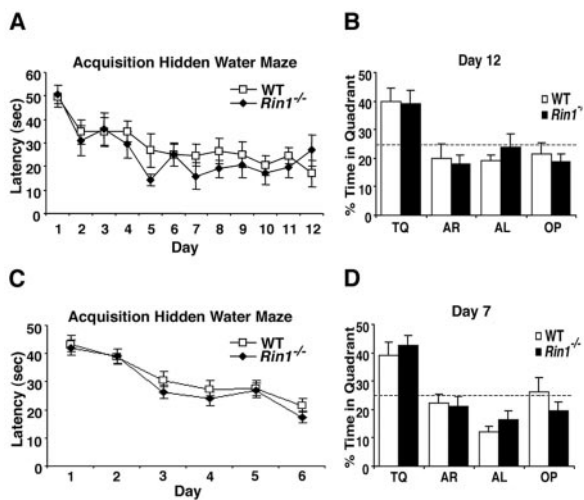 A
Acquisition Hidden Water Maze
WT
Rin1-/-
Latency (sec)
60
50
40
30
20
10
0
1 2 3 4 5 6 7 8 9 10 11 12
Day
B
Day 12
WT
Rin1-
% Time in Quadrant
60
50
40
30
20
10
0
TQ AR AL OP
C
Acquisition Hidden Water Maze
WT
Rin1-/-
Latency (sec)
50
40
30
20
10
0
1 2 3 4 5 6
Day
D
Day 7
WT
Rin1-/-
% Time in Quadrant
50
40
30
20
10
0
TQ AR AL OP